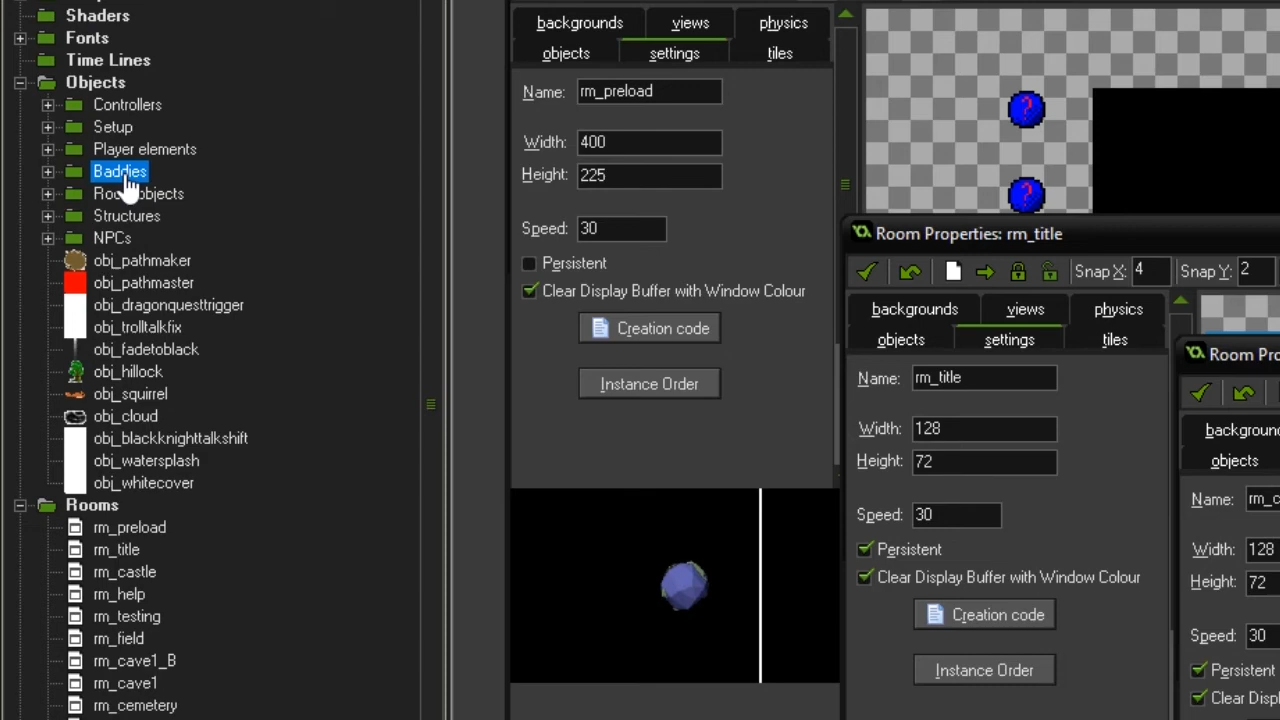 Shaders
Fonts
Time Lines
Objects
Controllers
Setup
Player elements
Baddies
Room objects
Structures
NPCs
obj_pathmaker
obj_pathmaster
obj_dragonquesttrigger
obj_trolltalkfix
obj_fadetoblack
obj_hillock
obj_squirrel
obj_cloud
obj_blackknighttalkshift
obj_watersplash
obj_whitecover
Rooms
rm_preload
rm_title
rm_castle
rm_help
rm_testing
rm_field
rm_cave1_B
rm_cave1
rm_cemetery
backgrounds views physics
objects settings tiles
Name: rm_preload
Width: 400
Height: 225
Speed: 30
Persistent
Clear Display Buffer with Window Colour
Creation code
Instance Order
?
?
Room Properties: rm_title
Snap X: 4 Snap Y: 2
backgrounds views physics
objects settings tiles
Name: rm_title
Width: 128
Height: 72
Speed: 30
Persistent
Clear Display Buffer with Window Colour
Creation code
Instance Order
Room Pro
backgroun
objects
Name: rm_c
Width: 128
Height: 72
Speed: 30
Persistent
Clear Displ